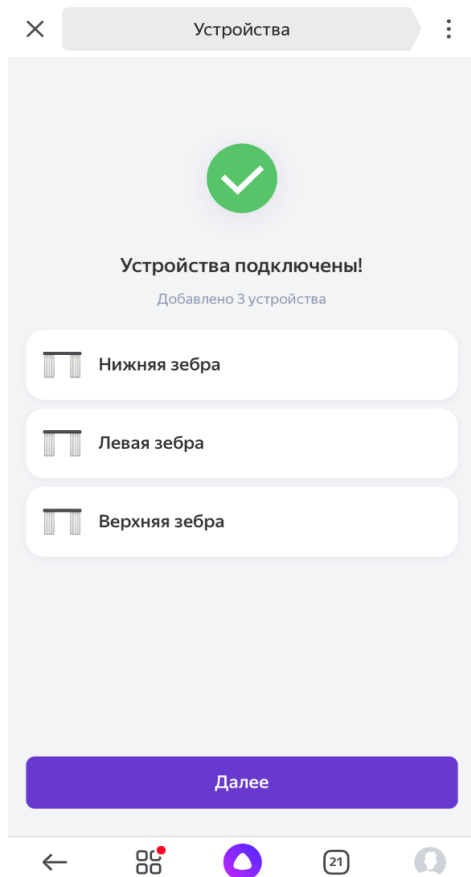 Устройства
Устройства подключены!
Добавлено 3 устройства
Нижняя зебра
Левая зебра
Верхняя зебра
Далее
21